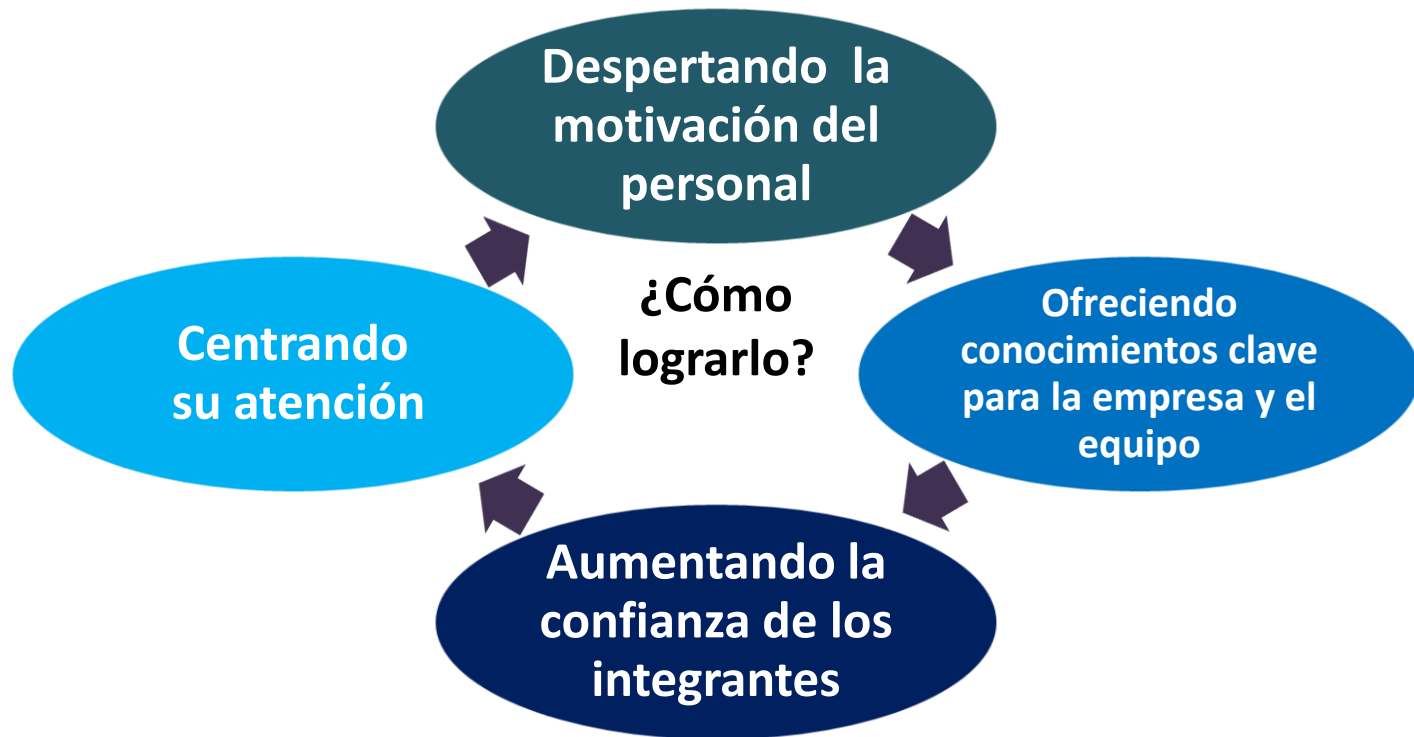 Despertando la
motivación del
personal
¿Cómo
lograrlo?
Ofreciendo
conocimientos clave
para la empresa y el
equipo
Aumentando la
confianza de los
integrantes
Centrando
su atención